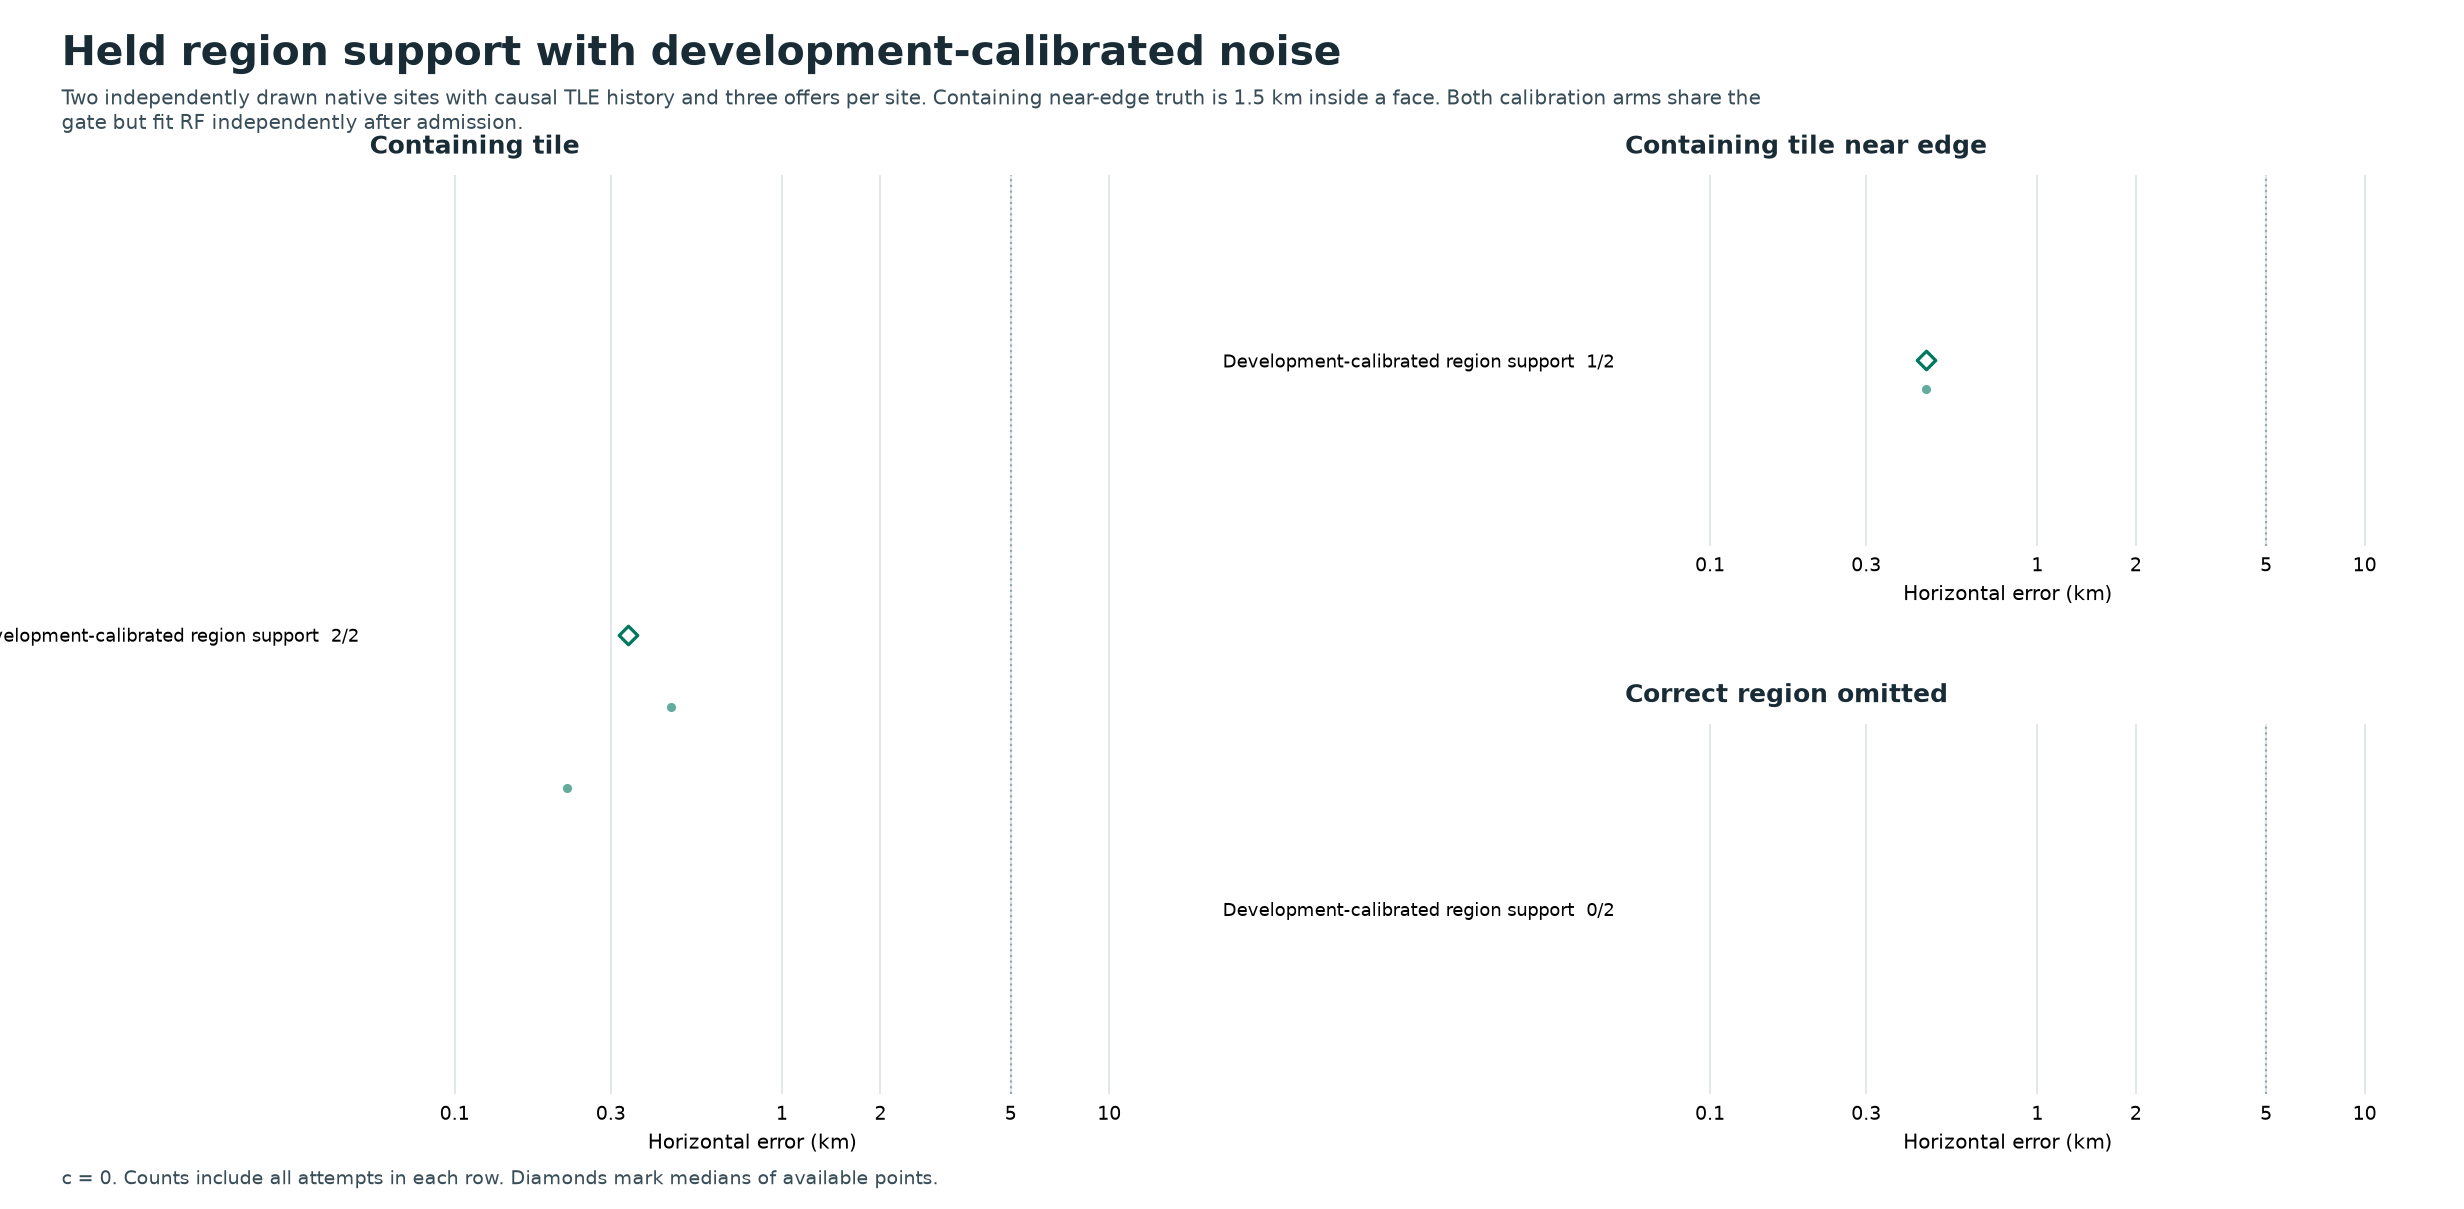 Held region support with development-calibrated noise
Two independently drawn native sites with causal TLE history and three offers per site. Containing near-edge truth is 1.5 km inside a face. Both calibration arms share the
gate but fit RF independently after admission.
Containing tile
velopment-calibrated region support 2/2
0.1 0.3 1 2 5 10
Horizontal error (km)
Containing tile near edge
Development-calibrated region support 1/2
0.1 0.3 1 2 5 10
Horizontal error (km)
Correct region omitted
Development-calibrated region support 0/2
0.1 0.3 1 2 5 10
Horizontal error (km)
c = 0. Counts include all attempts in each row. Diamonds mark medians of available points.